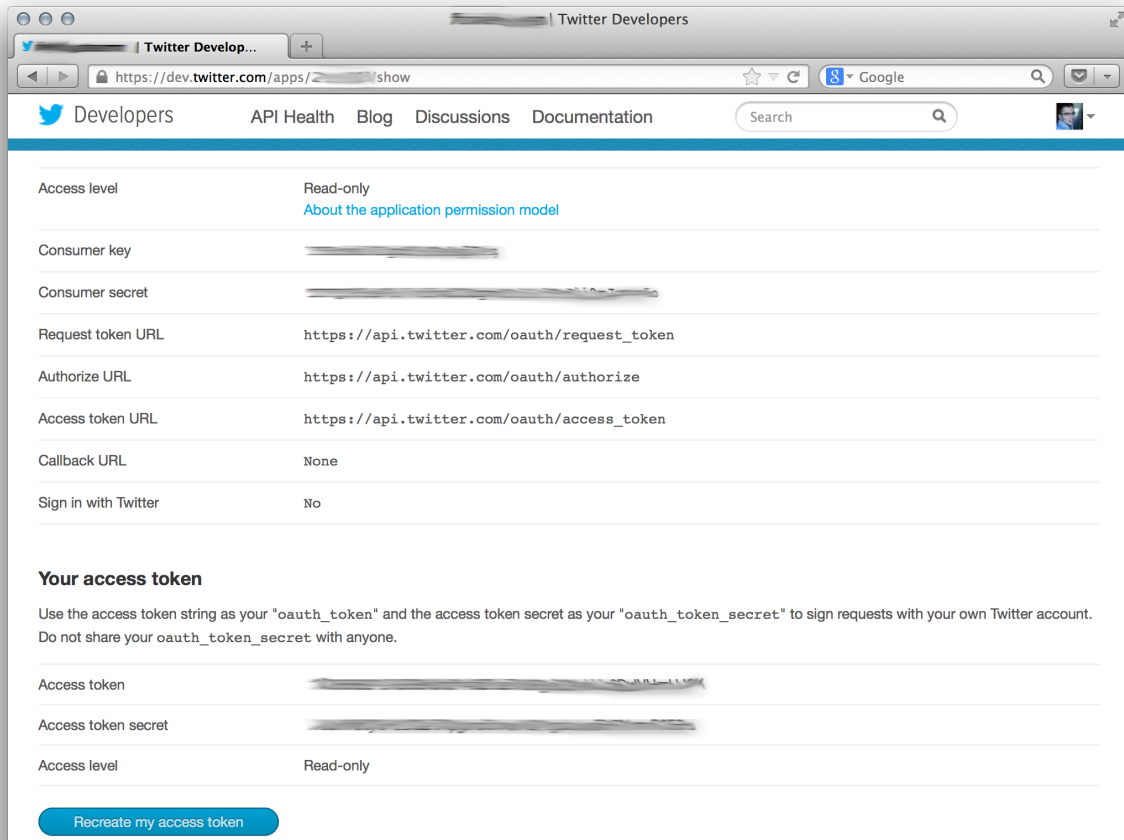 | Twitter Developers
| Twitter Develop...
https://dev.twitter.com/apps/ /show
Google
Developers
API Health
Blog
Discussions
Documentation
Search
Access level
Read-only
About the application permission model
Consumer key
Consumer secret
Request token URL
https://api.twitter.com/oauth/request_token
Authorize URL
https://api.twitter.com/oauth/authorize
Access token URL
https://api.twitter.com/oauth/access_token
Callback URL
None
Sign in with Twitter
No
Your access token
Use the access token string as your "oauth_token" and the access token secret as your "oauth_token_secret" to sign requests with your own Twitter account.
Do not share your oauth_token_secret with anyone.
Access token
Access token secret
Access level
Read-only
Recreate my access token